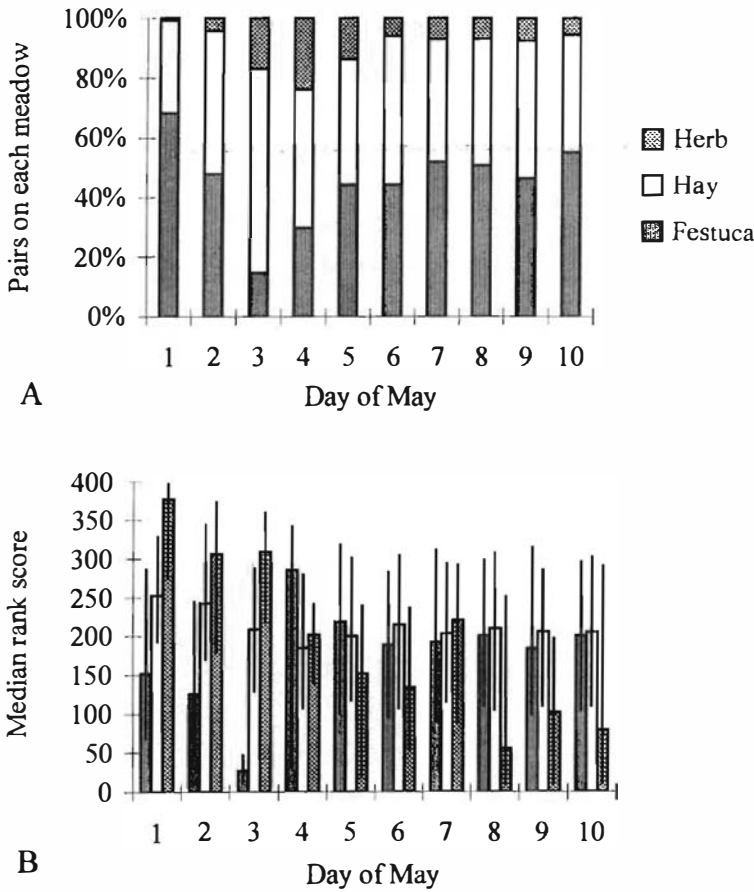 100%
80%
60%
40%
20%
0%
Pairs on each meadow
Herb
Hay
Festuca
1 2 3 4 5 6 7 8 9 10
Day of May
A
400
350
300
250
200
150
100
50
0
Median rank score
1 2 3 4 5 6 7 8 9 10
Day of May
B